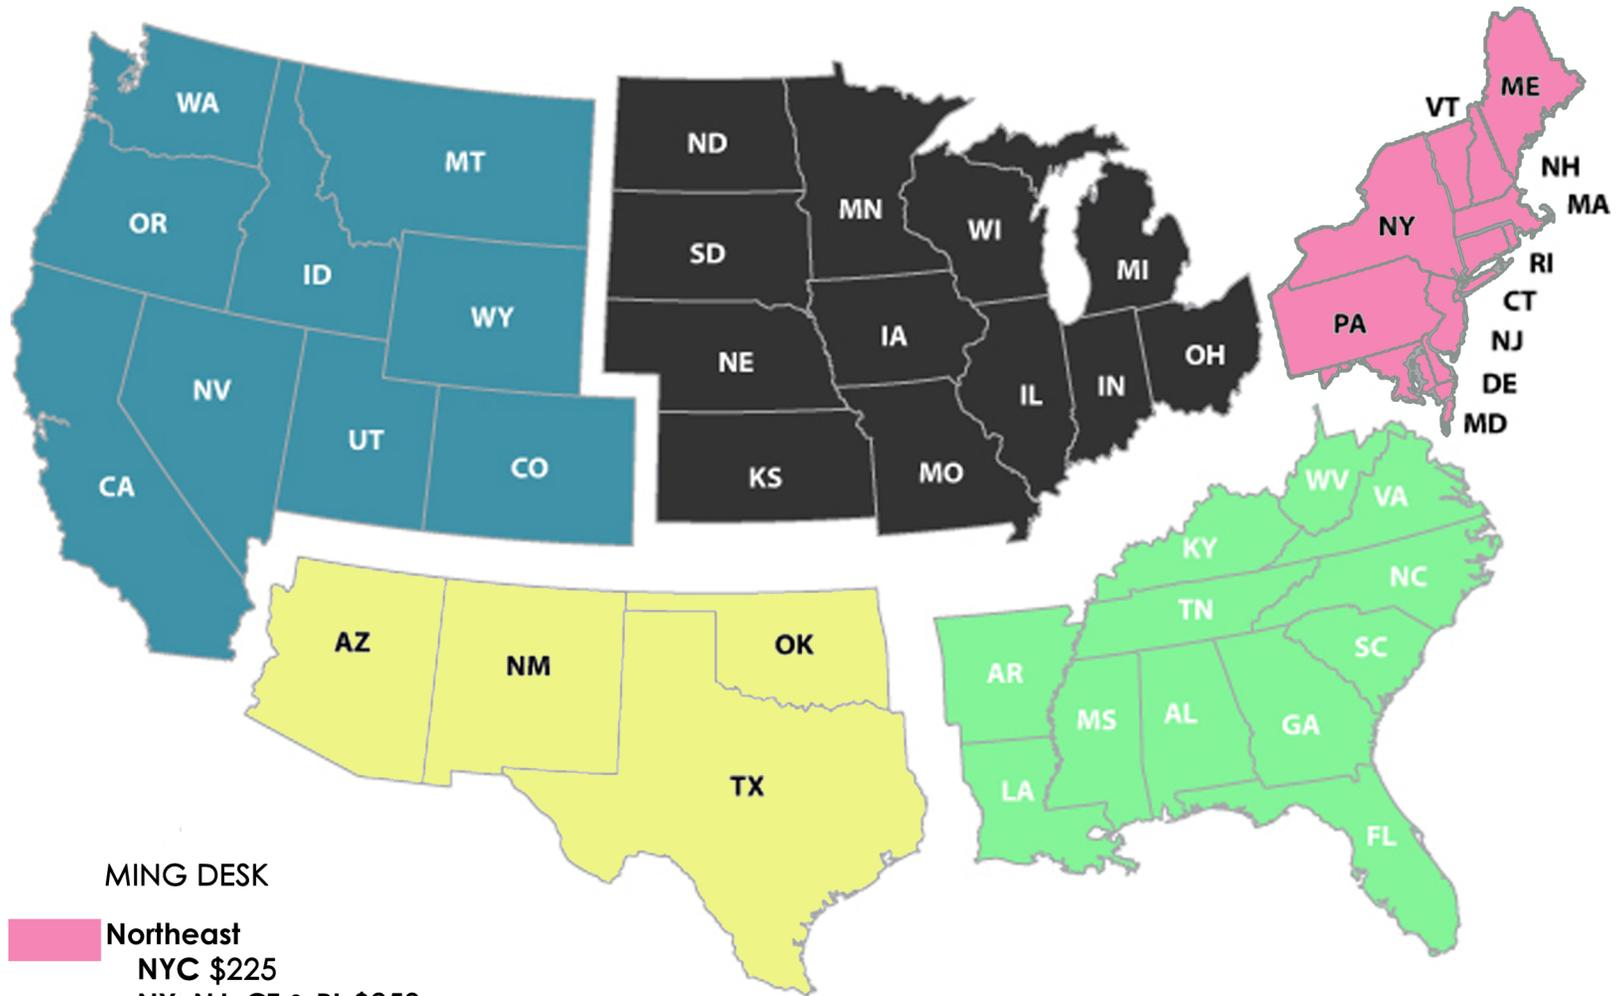 WA
MT
OR
ID
WY
NV
UT
CO
CA
ND
MN
SD
WI
MI
NE
IA
IL
IN
OH
KS
MO
ME
VT
NH
MA
NY
RI
CT
PA
NJ
DE
MD
WV
VA
KY
NC
TN
SC
AR
MS
AL
GA
LA
FL
AZ
NM
OK
TX
MING DESK
Northeast
NYC $225